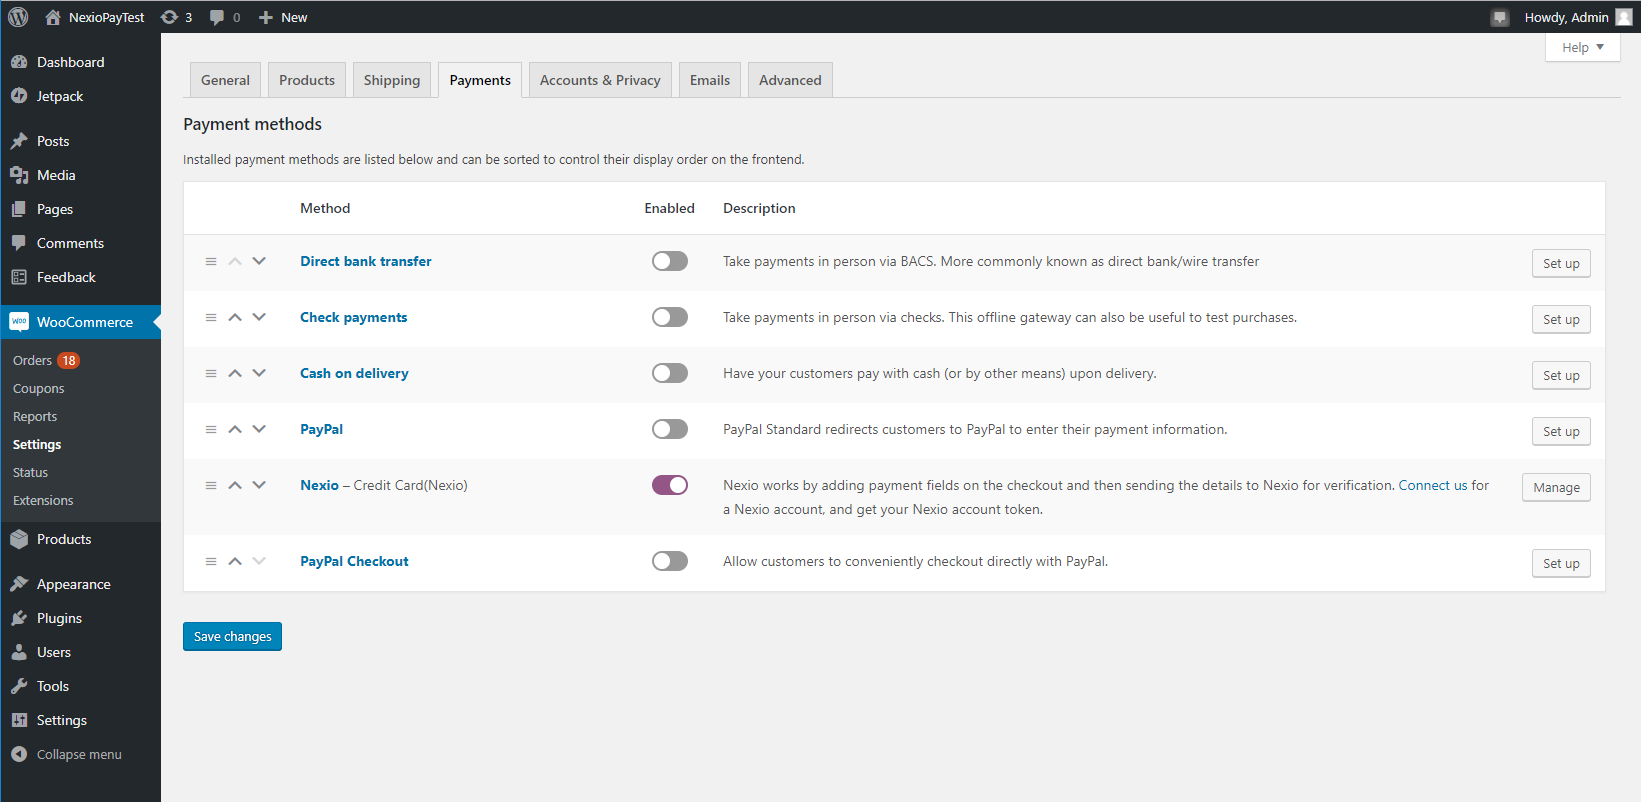 NexioPayTest 3 0 New Howdy, Admin
Help
Dashboard
Jetpack
Posts
Media
Pages
Comments
Feedback
Woo WooCommerce
Orders 18
Coupons
Reports
Settings
Status
Extensions
Products
Appearance
Plugins
Users
Tools
Settings
Collapse menu
General Products Shipping Payments Accounts & Privacy Emails Advanced
Payment methods
Installed payment methods are listed below and can be sorted to control their display order on the frontend.
Method Enabled Description
Direct bank transfer Take payments in person via BACS. More commonly known as direct bank/wire transfer Set up
Check payments Take payments in person via checks. This offline gateway can also be useful to test purchases. Set up
Cash on delivery Have your customers pay with cash (or by other means) upon delivery. Set up
PayPal PayPal Standard redirects customers to PayPal to enter their payment information. Set up
Nexio – Credit Card(Nexio) Nexio works by adding payment fields on the checkout and then sending the details to Nexio for verification. Connect us for Manage
a Nexio account, and get your Nexio account token.
PayPal Checkout Allow customers to conveniently checkout directly with PayPal. Set up
Save changes